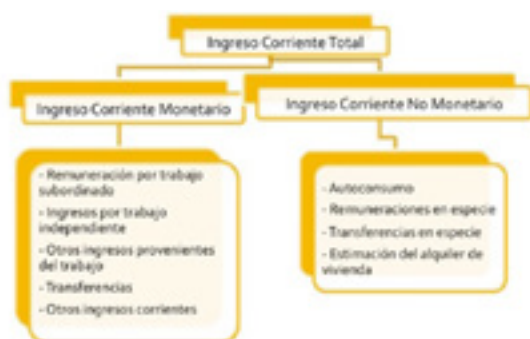 Ingreso Corriente Total
Ingreso Corriente Monetario
Ingreso Corriente No Monetario
- Remuneración por trabajo
subordinado
- Ingresos por trabajo
independiente
- Otros ingresos provenientes
del trabajo
- Transferencias
- Otros ingresos corrientes
- Autoconsumo
- Remuneraciones en especie
- Transferencias en especie
- Estimación del alquiler de
vivienda